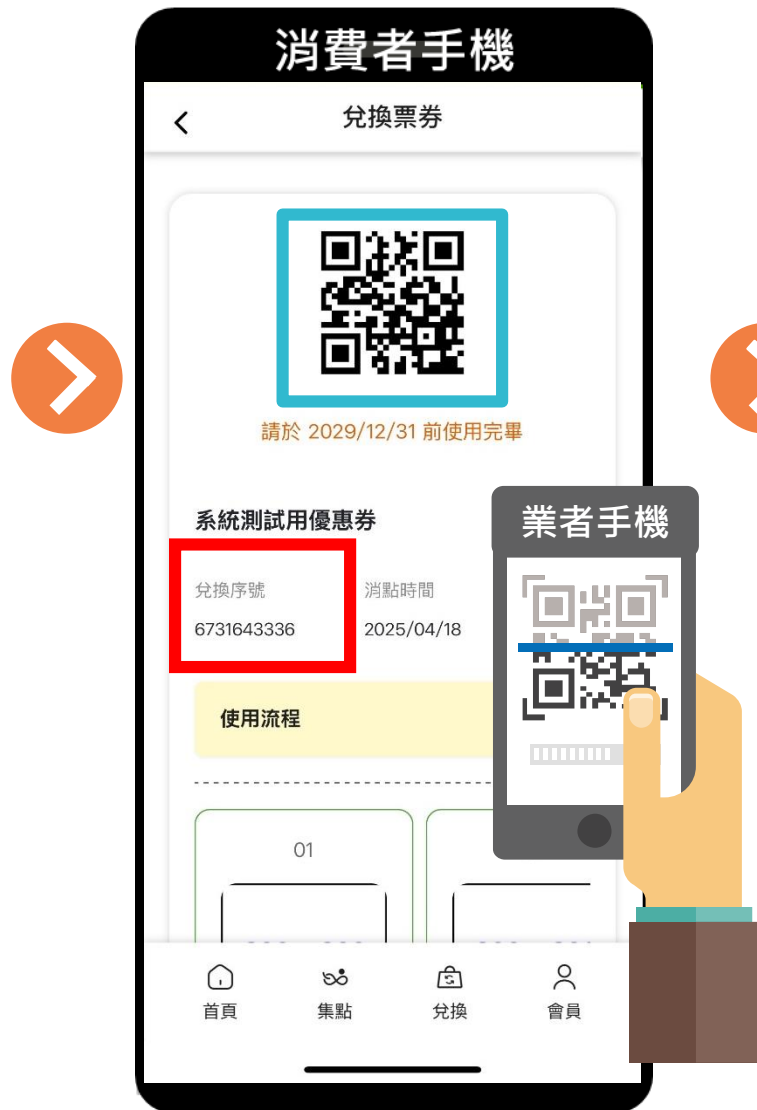 消費者手機
兌換票券
請於 2029/12/31 前使用完畢
系統測試用優惠券
業者手機
兌換序號
消點時間
6731643336
2025/04/18
使用流程
01
首頁
集點
兌換
會員